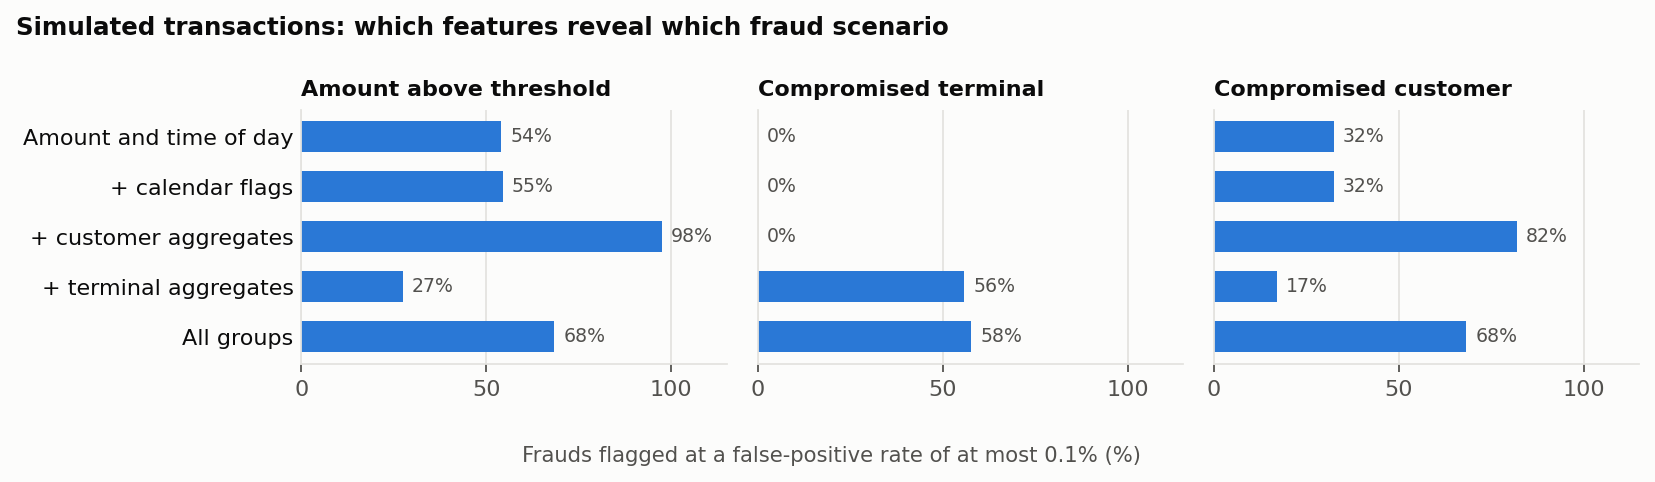 Simulated transactions: which features reveal which fraud scenario
Amount above threshold
Compromised terminal
Compromised customer
Amount and time of day
54%
0%
32%
+ calendar flags
55%
0%
32%
+ customer aggregates
98%
0%
82%
+ terminal aggregates
27%
56%
17%
All groups
68%
58%
68%
0 50 100
0 50 100
0 50 100
Frauds flagged at a false-positive rate of at most 0.1% (%)